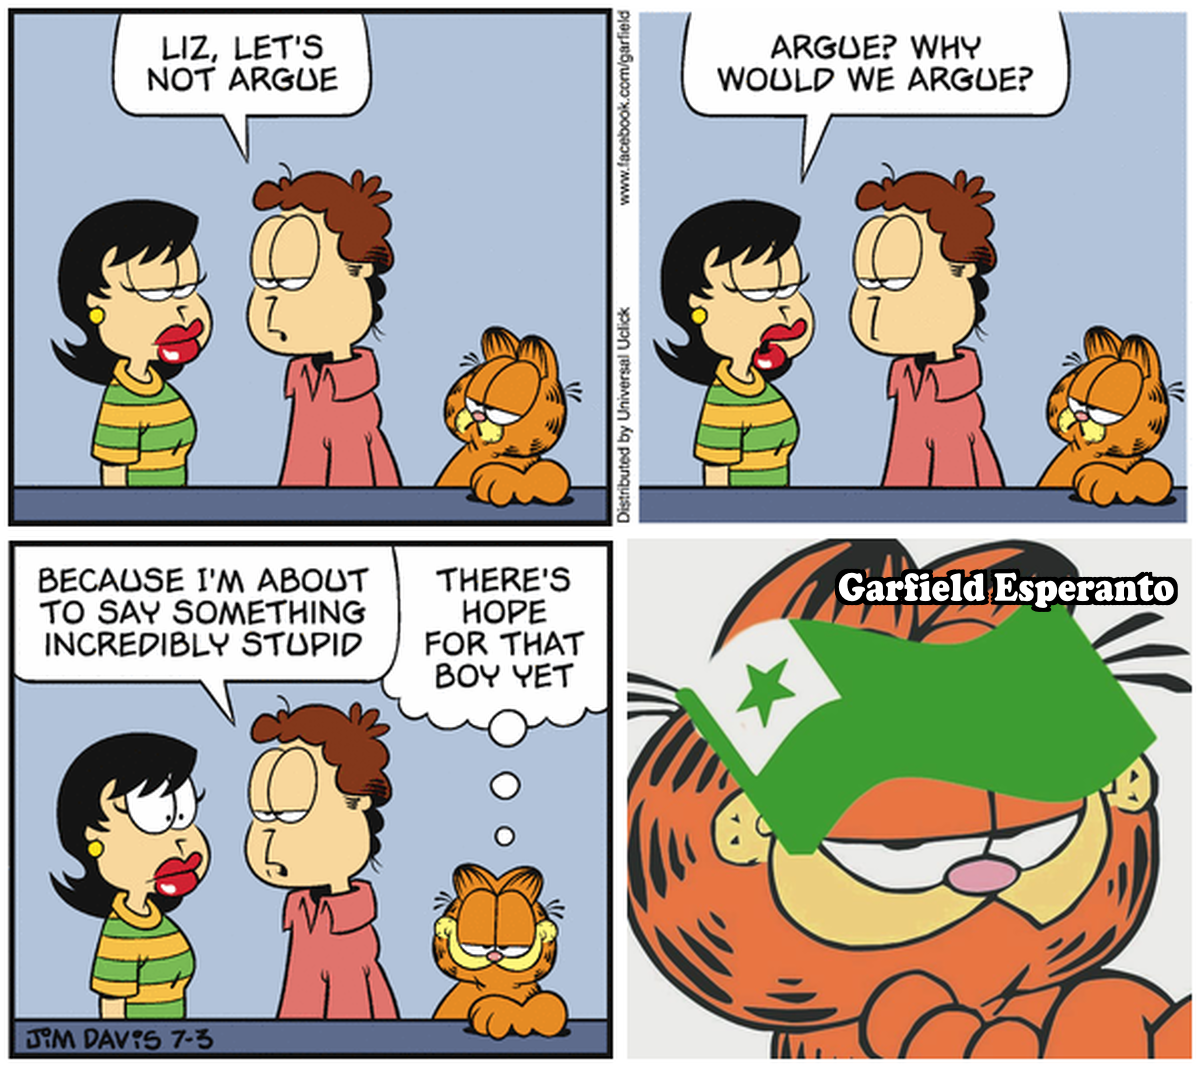 LIZ, LET'S
NOT ARGUE
www.facebook.com/garfield
Distributed by Universal Uclick
ARGUE? WHY
WOULD WE ARGUE?
BECAUSE I'M ABOUT
TO SAY SOMETHING
INCREDIBLY STUPID
THERE'S
HOPE
FOR THAT
BOY YET
JIM DAVIS 7-3
Garfield Esperanto